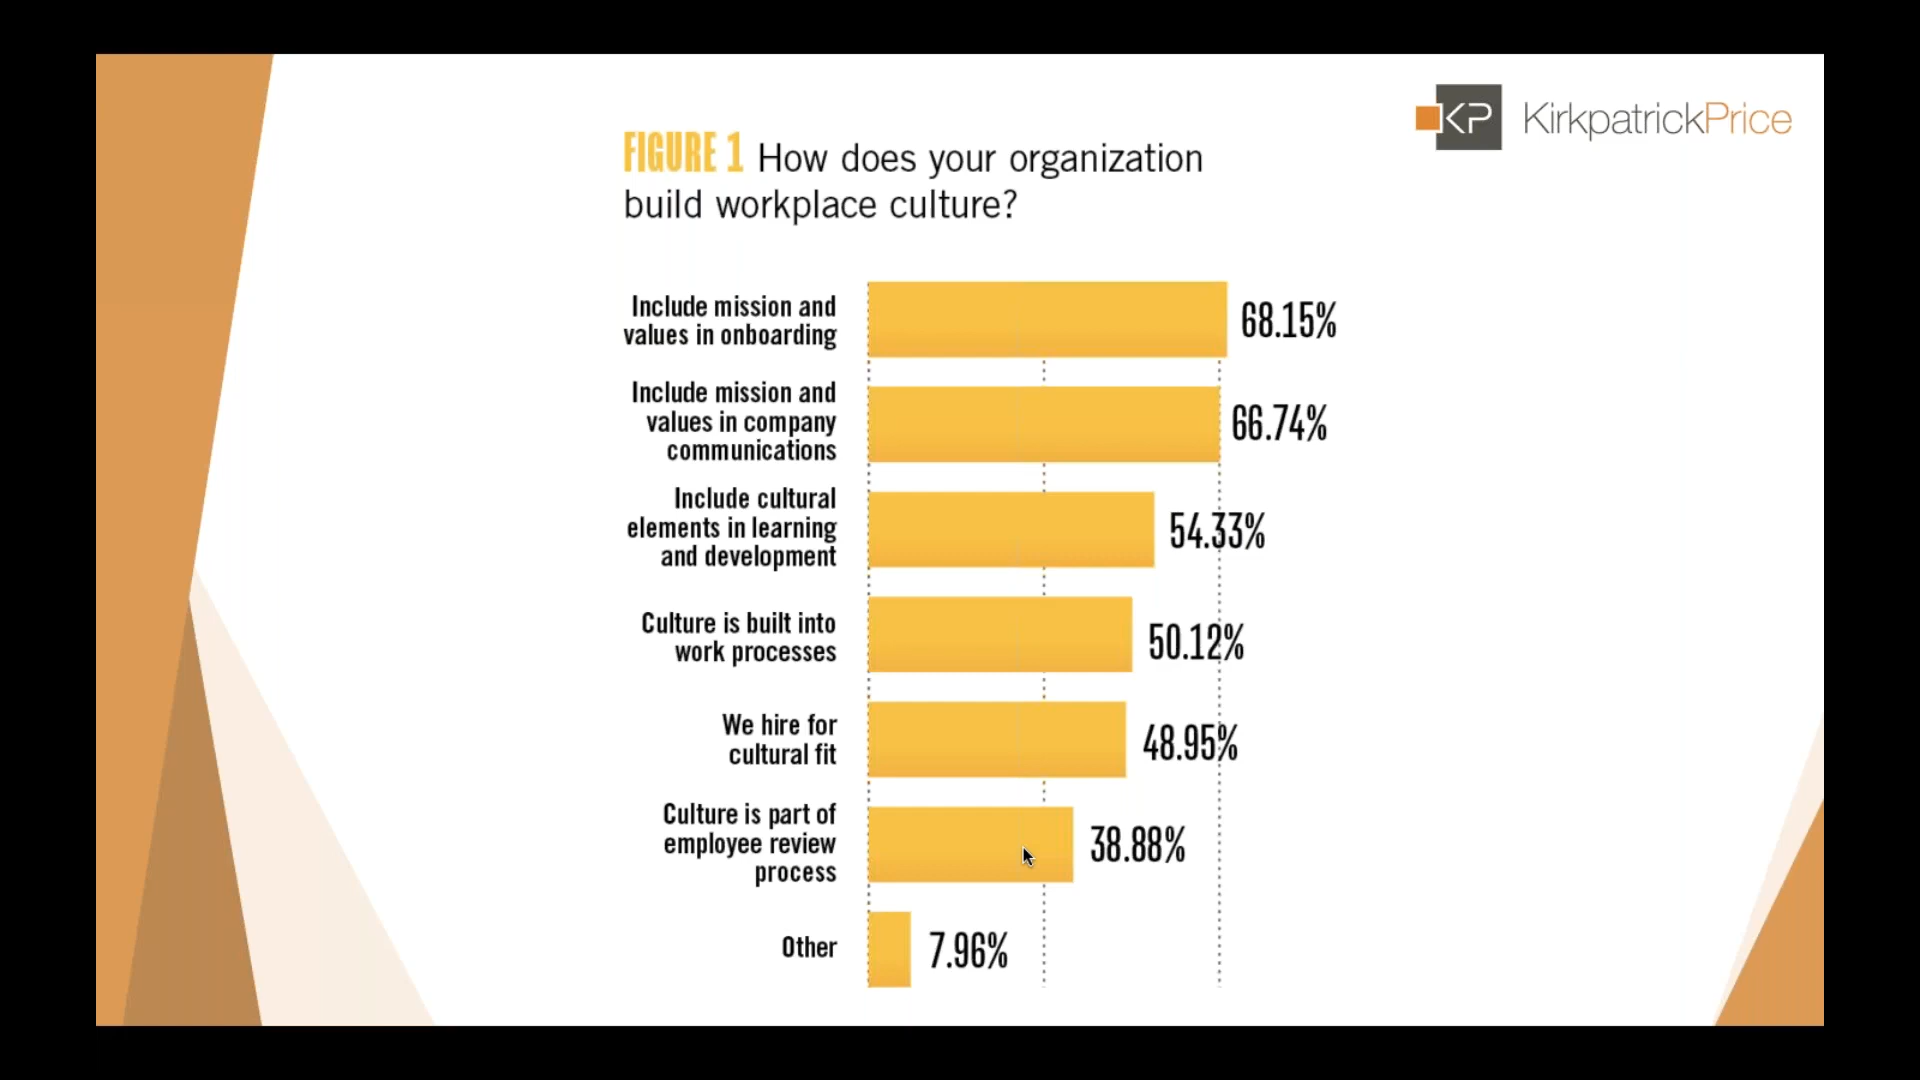 KP KirkpatrickPrice
FIGURE 1 How does your organization
build workplace culture?
Include mission and
values in onboarding
68.15%
Include mission and
values in company
communications
66.74%
Include cultural
elements in learning
and development
54.33%
Culture is built into
work processes
50.12%
We hire for
cultural fit
48.95%
Culture is part of
employee review
process
38.88%
Other
7.96%